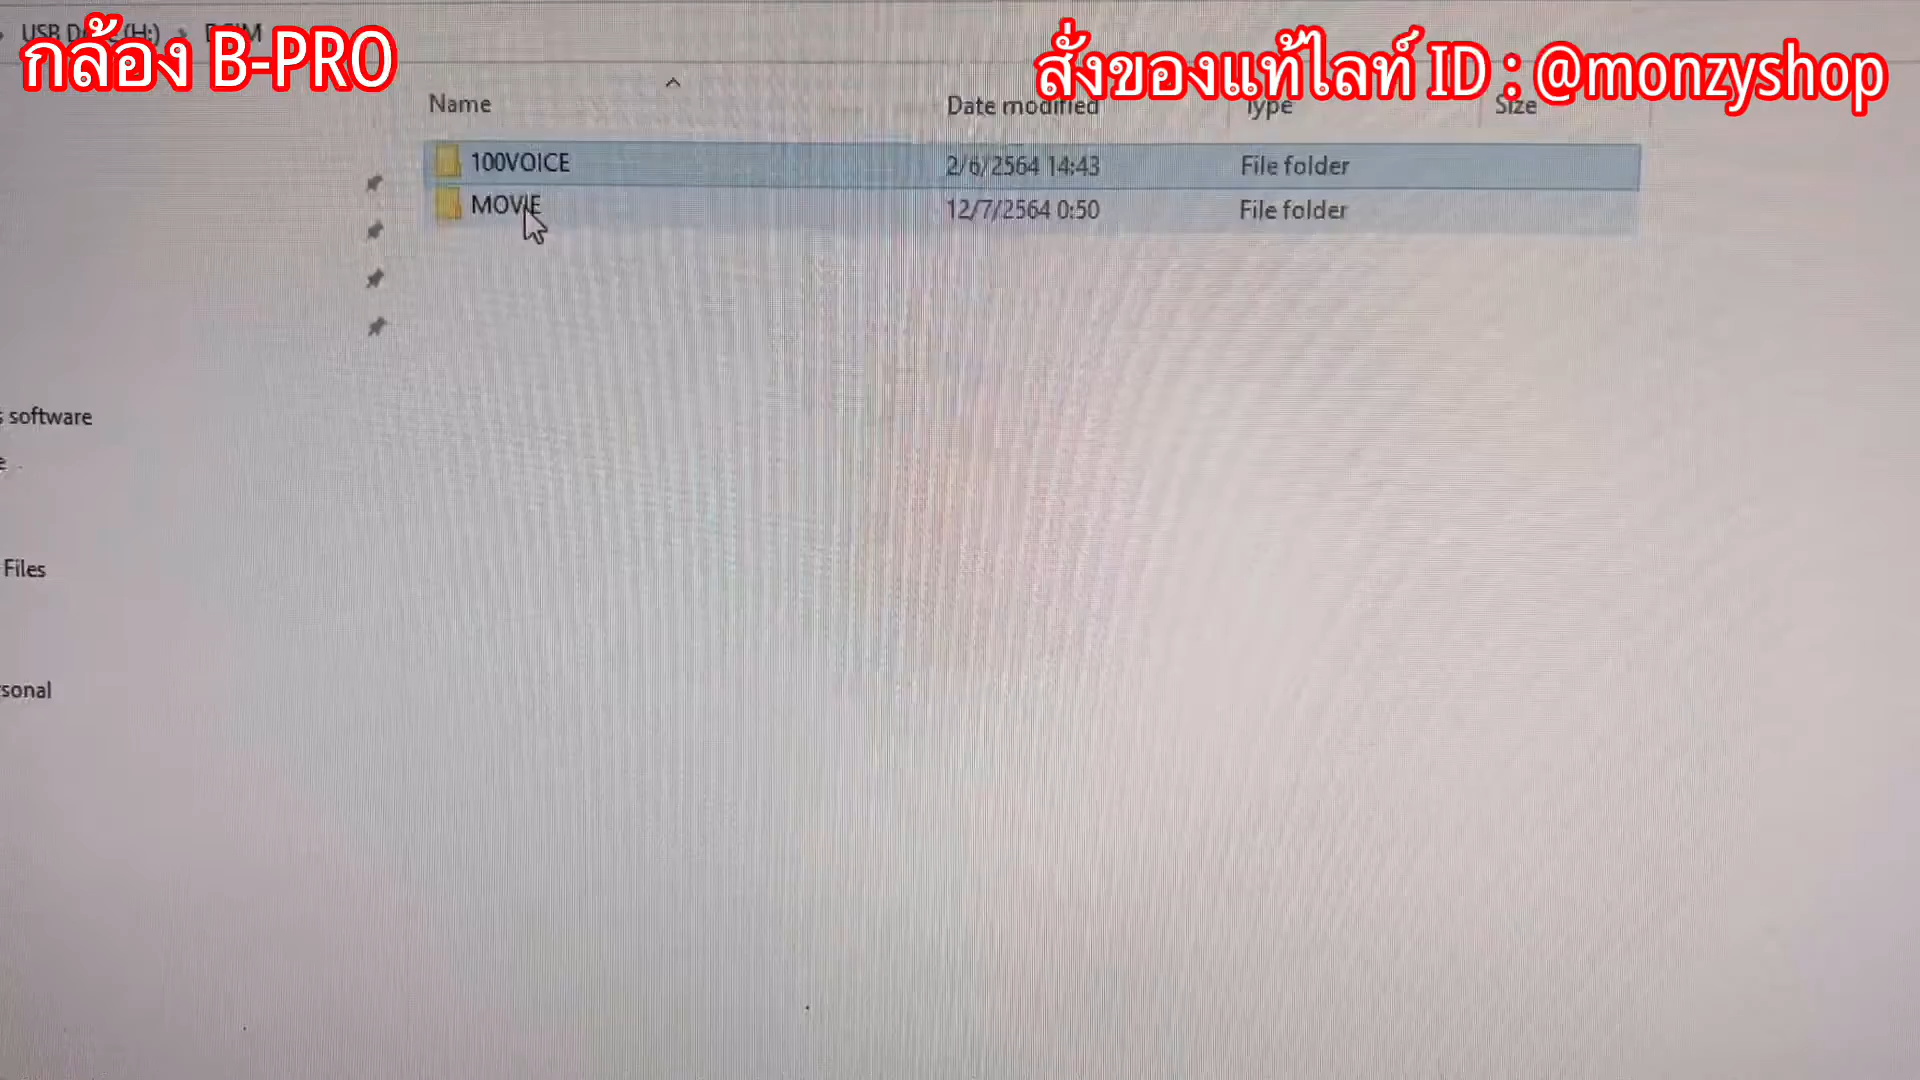 กล้อง B-PRO
สั่งของแท้ไลท์ ID : @monzyshop
Name
Date modified
Type
Size
100VOICE
2/6/2564 14:43
File folder
MOVIE
12/7/2564 0:50
File folder
software
Files